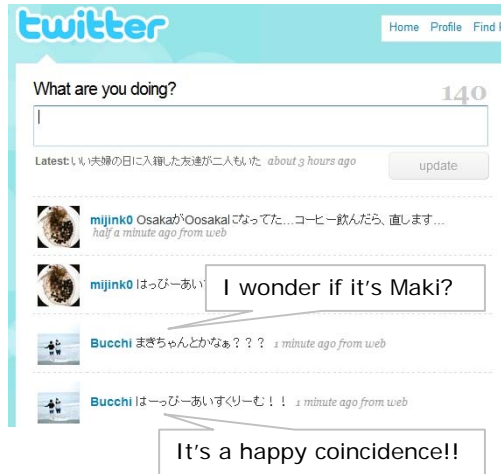 twitter
Home Profile Find
What are you doing?
140
Latest: いい夫婦の日に入籍した友達が二人もいた about 3 hours ago
update
mijink0 OsakaがOosakaになってた…コーヒー飲んだら、直します…
half a minute ago from web
mijink0 はっぴーあい
I wonder if it's Maki?
Bucchi まきちゃんとかなぁ？？？ 1 minute ago from web
Bucchi はーっぴーあいすくりーむ！！ 1 minute ago from web
It's a happy coincidence!!